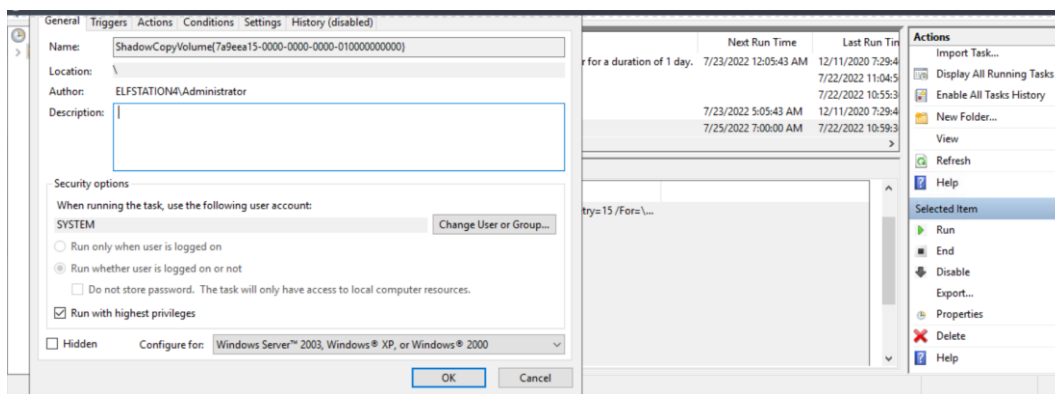 General Triggers Actions Conditions Settings History (disabled)
Name: ShadowCopyVolume{7a9eea15-0000-0000-0000-010000000000}
Location: \
Author: ELFSTATION4\Administrator
Description:
Security options
When running the task, use the following user account:
SYSTEM
Change User or Group...
Run only when user is logged on
Run whether user is logged on or not
Do not store password. The task will only have access to local computer resources.
Run with highest privileges
Hidden Configure for: Windows Server™ 2003, Windows® XP, or Windows® 2000
OK Cancel
Next Run Time Last Run Tin
r for a duration of 1 day. 7/23/2022 12:05:43 AM 12/11/2020 7:29:4
7/22/2022 11:04:5
7/22/2022 10:55:3
7/23/2022 5:05:43 AM 12/11/2020 7:29:4
7/25/2022 7:00:00 AM 7/22/2022 10:59:3
try=15 /For=\...
Actions
Import Task...
Display All Running Tasks
Enable All Tasks History
New Folder...
View
Refresh
Help
Selected Item
Run
End
Disable
Export...
Properties
Delete
Help